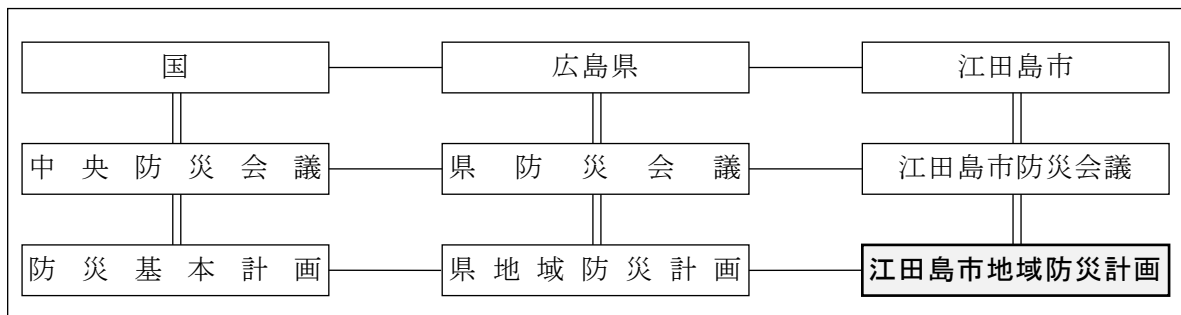 国
広島県
江田島市
中央防災会議
県防災会議
江田島市防災会議
防災基本計画
県地域防災計画
江田島市地域防災計画